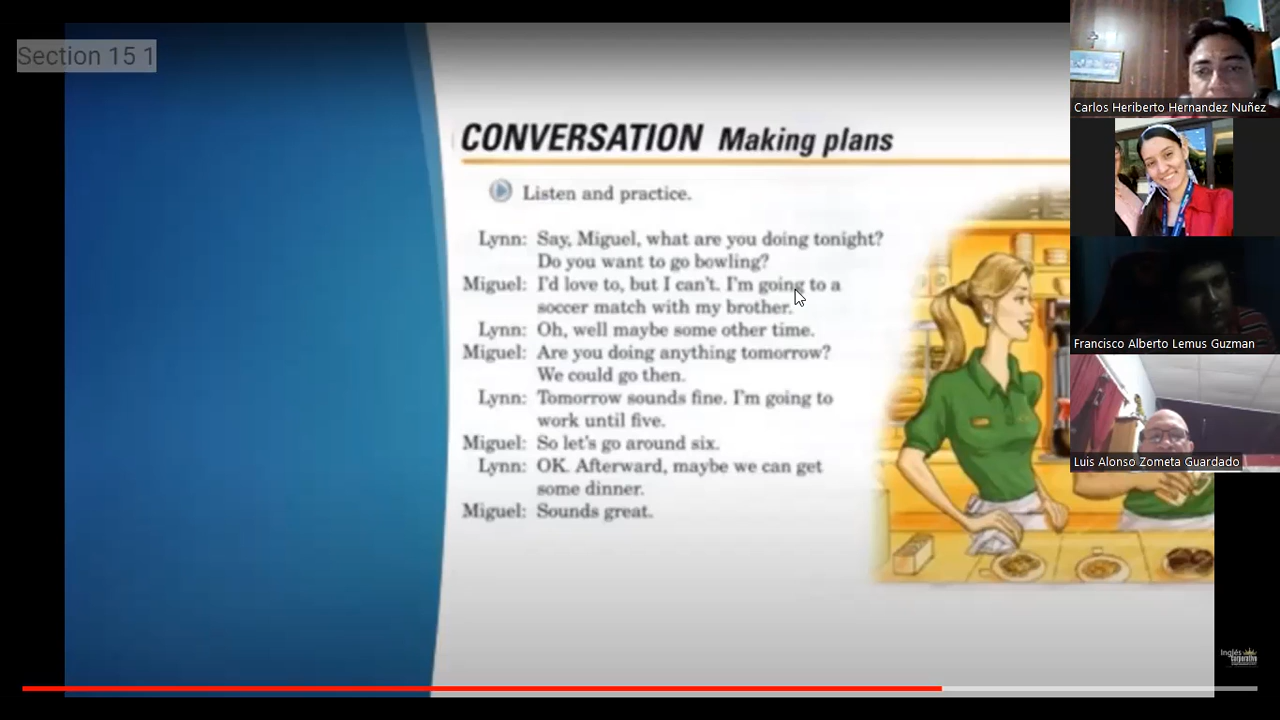 Section 15 1
CONVERSATION Making plans
Listen and practice.
Lynn: Say, Miguel, what are you doing tonight?
Do you want to go bowling?
Miguel: I'd love to, but I can't. I'm going to a
soccer match with my brother.
Lynn: Oh, well maybe some other time.
Miguel: Are you doing anything tomorrow?
We could go then.
Lynn: Tomorrow sounds fine. I'm going to
work until five.
Miguel: So let's go around six.
Lynn: OK. Afterward, maybe we can get
some dinner.
Miguel: Sounds great.
Carlos Heriberto Hernandez Nuñez
Francisco Alberto Lemus Guzman
Luis Alonso Zometa Guardado
Inglés
corporativo